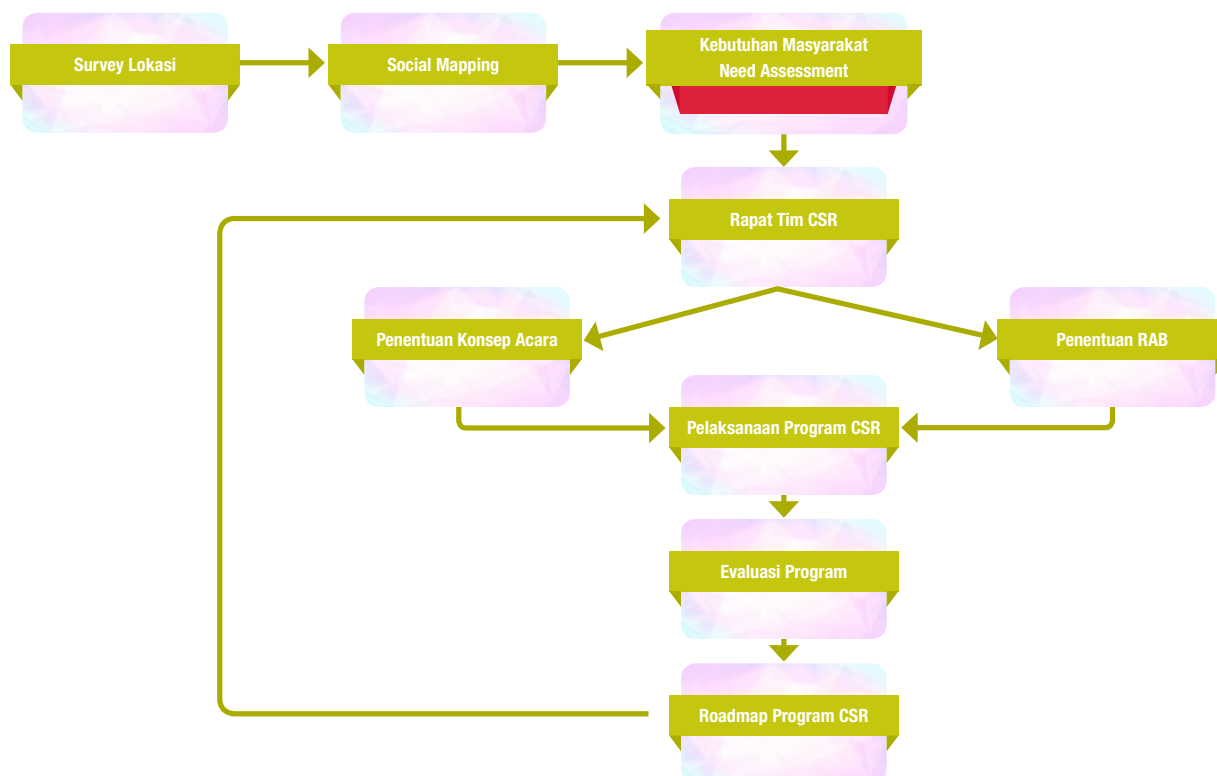 Survey Lokasi
Social Mapping
Kebutuhan Masyarakat
Need Assessment
Rapat Tim CSR
Penentuan Konsep Acara
Penentuan RAB
Pelaksanaan Program CSR
Evaluasi Program
Roadmap Program CSR